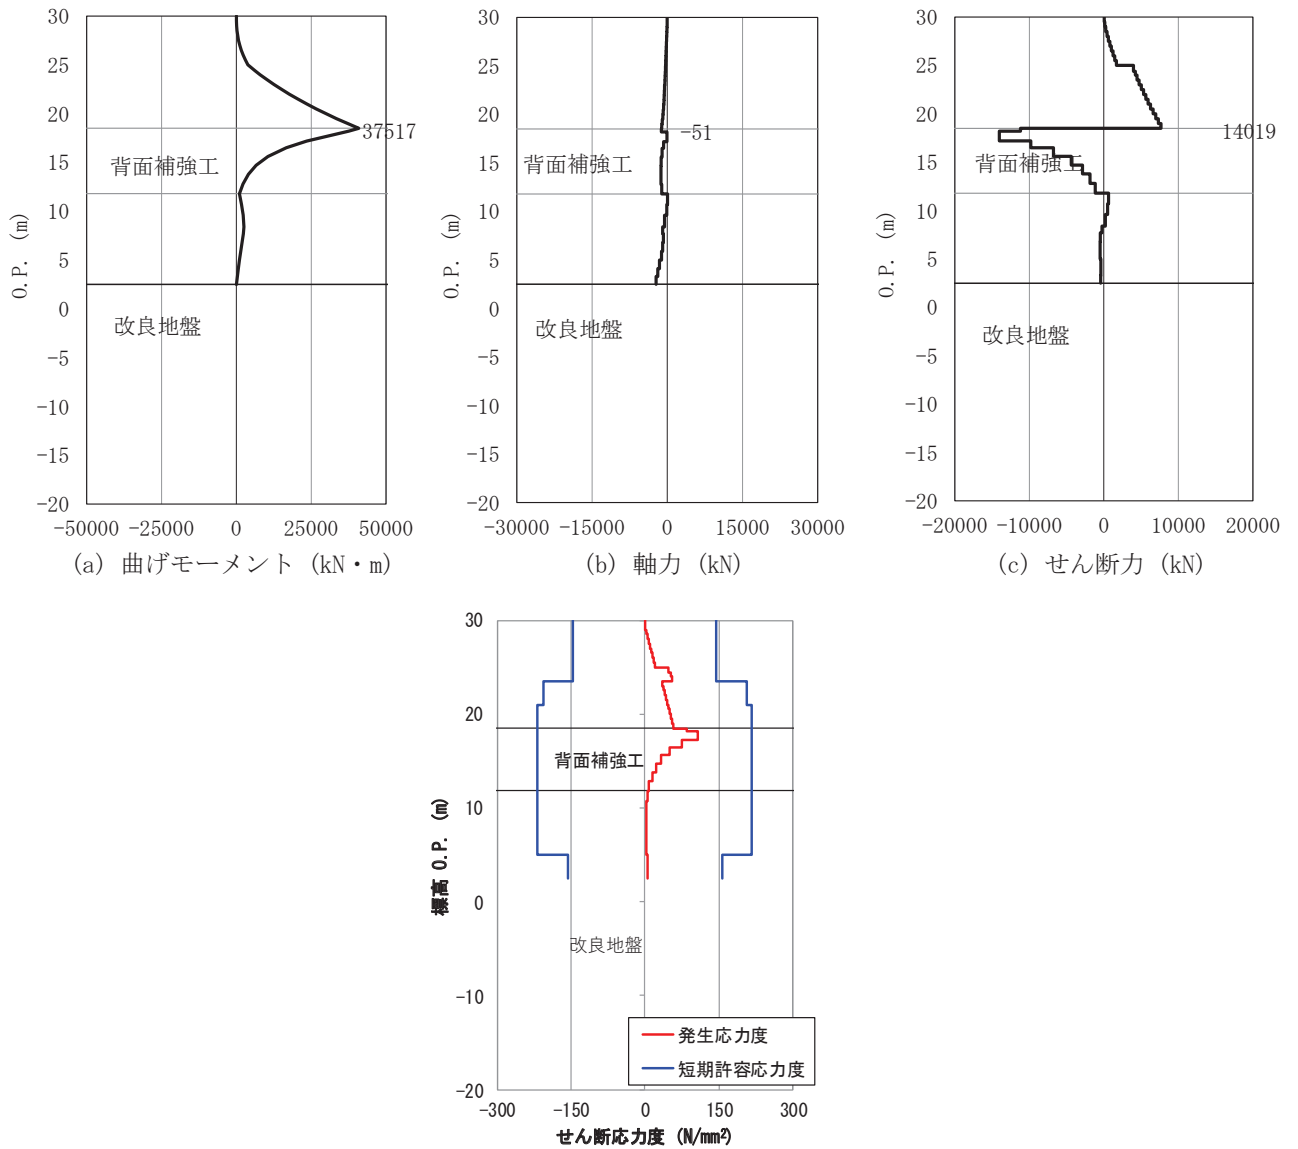 30
25
20
15
10
5
0
-5
-10
-15
-20
O.P. (m)
37517
背面補強工
改良地盤
-50000 -25000 0 25000 50000
(a) 曲げモーメント (kN・m)
30
25
20
15
10
5
0
-5
-10
-15
-20
O.P. (m)
-51
背面補強工
改良地盤
-30000 -15000 0 15000 30000
(b) 軸力 (kN)
30
25
20
15
10
5
0
-5
-10
-15
-20
O.P. (m)
14019
背面補強工
改良地盤
-20000 -10000 0 10000 20000
(c) せん断力 (kN)
30
20
10
0
-10
-20
標高 O.P. (m)
背面補強工
改良地盤
発生応力度
短期許容応力度
-300 -150 0 150 300
せん断応力度 (N/mm²)